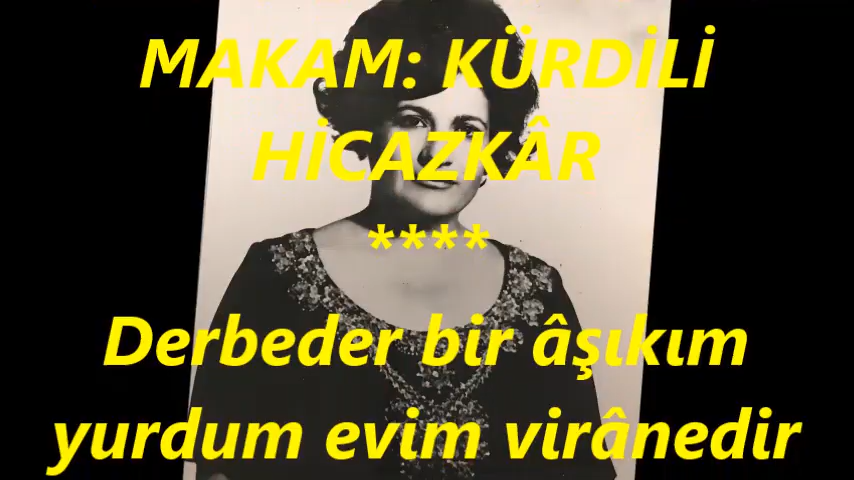 MAKAM: KÜRDİLİ
HİCAZKÂR
****
Derbeder bir âşıkım
yurdum evim virânedir